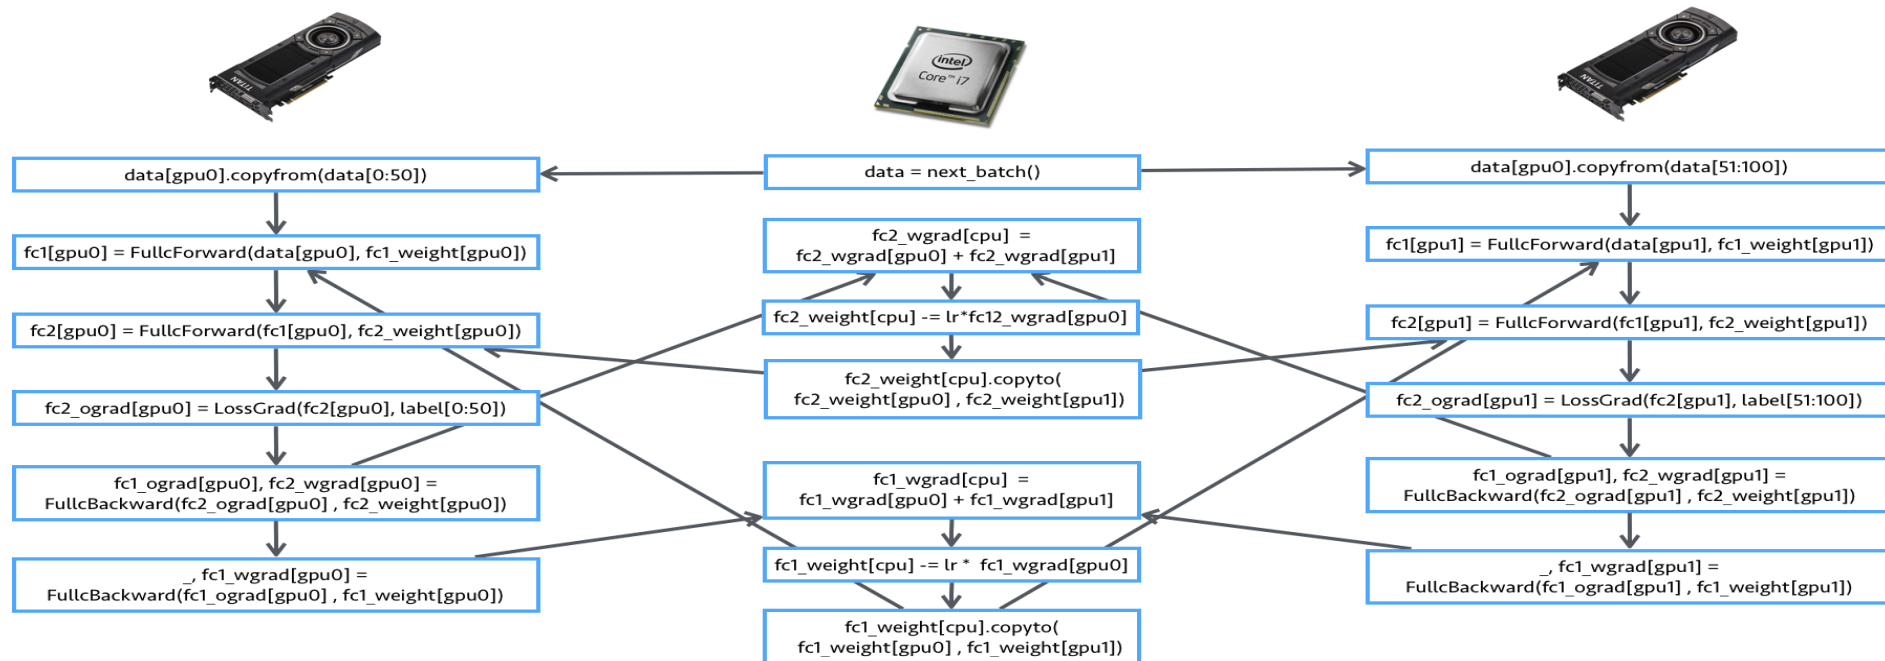 TITAN
intel
Core™ i7
TITAN
data[gpu0].copyfrom(data[0:50])
data = next_batch()
data[gpu0].copyfrom(data[51:100])
fc1[gpu0] = FullcForward(data[gpu0], fc1_weight[gpu0])
fc2_wgrad[cpu] =
fc2_wgrad[gpu0] + fc2_wgrad[gpu1]
fc1[gpu1] = FullcForward(data[gpu1], fc1_weight[gpu1])
fc2[gpu0] = FullcForward(fc1[gpu0], fc2_weight[gpu0])
fc2_weight[cpu] -= lr*fc12_wgrad[gpu0]
fc2[gpu1] = FullcForward(fc1[gpu1], fc2_weight[gpu1])
fc2_weight[cpu].copyto(
fc2_weight[gpu0] , fc2_weight[gpu1])
fc2_ograd[gpu0] = LossGrad(fc2[gpu0], label[0:50])
fc2_ograd[gpu1] = LossGrad(fc2[gpu1], label[51:100])
fc1_ograd[gpu0], fc2_wgrad[gpu0] =
FullcBackward(fc2_ograd[gpu0] , fc2_weight[gpu0])
fc1_wgrad[cpu] =
fc1_wgrad[gpu0] + fc1_wgrad[gpu1]
fc1_ograd[gpu1], fc2_wgrad[gpu1] =
FullcBackward(fc2_ograd[gpu1] , fc2_weight[gpu1])
_, fc1_wgrad[gpu0] =
FullcBackward(fc1_ograd[gpu0] , fc1_weight[gpu0])
fc1_weight[cpu] -= lr * fc1_wgrad[gpu0]
_, fc1_wgrad[gpu1] =
FullcBackward(fc1_ograd[gpu1] , fc1_weight[gpu1])
fc1_weight[cpu].copyto(
fc1_weight[gpu0] , fc1_weight[gpu1])